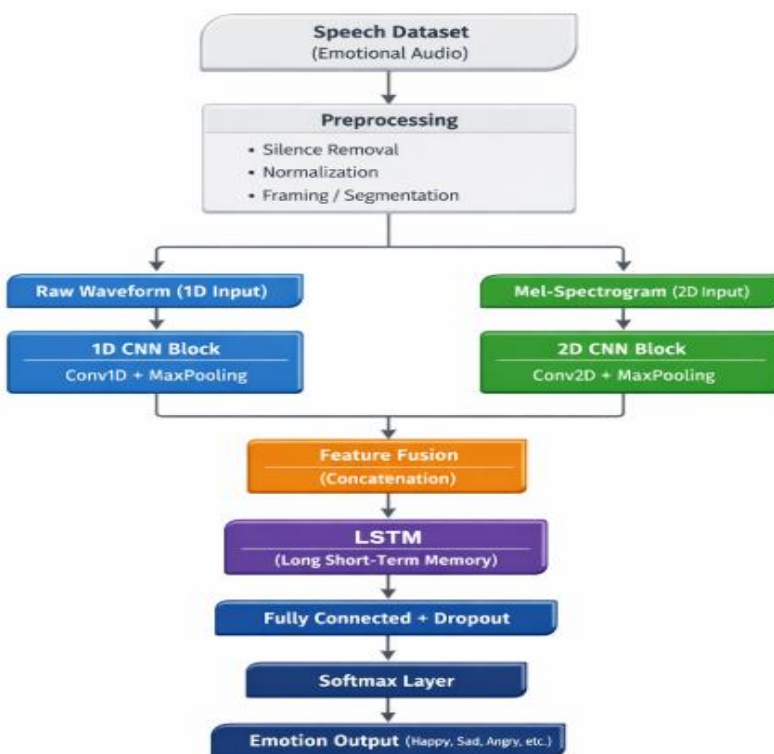 Speech Dataset
(Emotional Audio)
Preprocessing
• Silence Removal
• Normalization
• Framing / Segmentation
Raw Waveform (1D Input)
Mel-Spectrogram (2D Input)
1D CNN Block
Conv1D + MaxPooling
2D CNN Block
Conv2D + MaxPooling
Feature Fusion
(Concatenation)
LSTM
(Long Short-Term Memory)
Fully Connected + Dropout
Softmax Layer
Emotion Output (Happy, Sad, Angry, etc.)